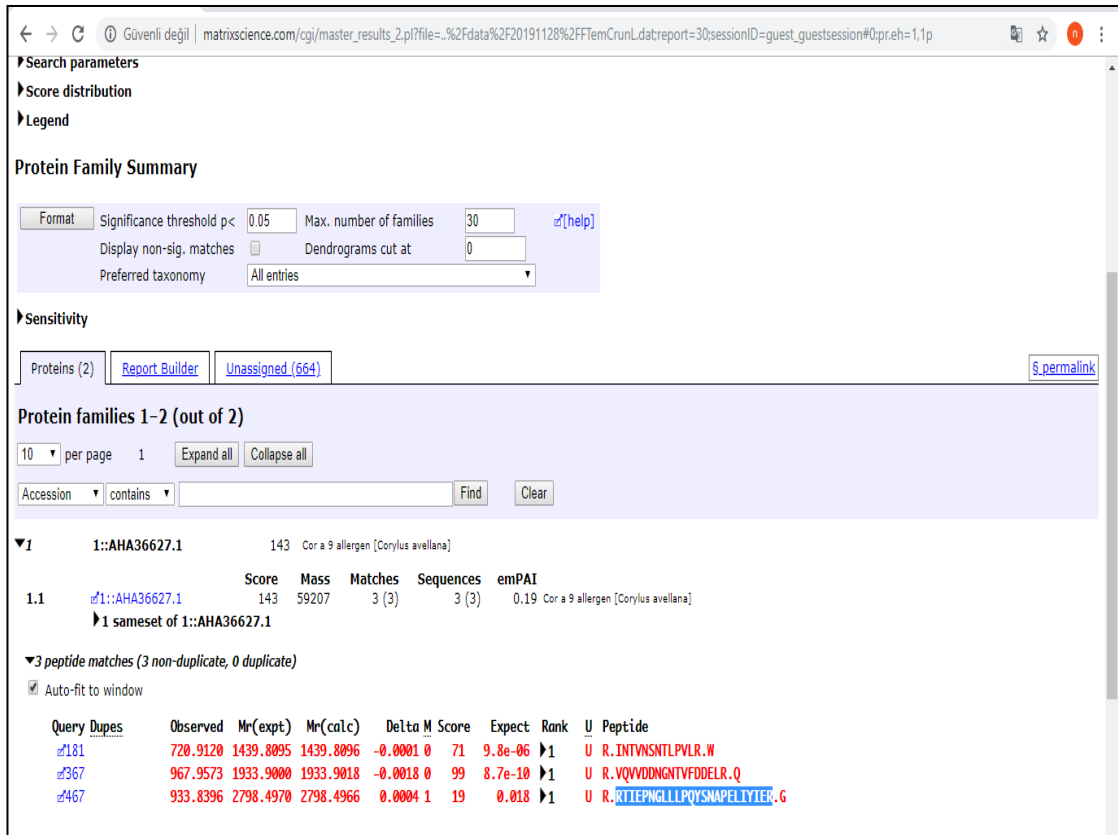 Güvenli değil | matrixscience.com/cgi/master_results_2.pl?file=..%2Fdata%2F20191128%2FFTemCrunL.dat;report=30;sessionID=guest_guestsession#0:pr.eh=1,1p n
Search parameters
Score distribution
Legend
Protein Family Summary
Format Significance threshold p< 0.05 Max. number of families 30 [help]
Display non-sig. matches Dendrograms cut at 0
Preferred taxonomy All entries
Sensitivity
Proteins (2) Report Builder Unassigned (664) § permalink
Protein families 1-2 (out of 2)
10 per page 1 Expand all Collapse all
Accession contains Find Clear
1 1::AHA36627.1 143 Cor a 9 allergen [Corylus avellana]
Score Mass Matches Sequences emPAI
1.1 1::AHA36627.1 143 59207 3 (3) 3 (3) 0.19 Cor a 9 allergen [Corylus avellana]
1 sameset of 1::AHA36627.1
3 peptide matches (3 non-duplicate, 0 duplicate)
Auto-fit to window
Query Dupes Observed Mr(expt) Mr(calc) Delta M Score Expect Rank U Peptide
181 720.9120 1439.8095 1439.8096 -0.0001 0 71 9.8e-06 1 U R.INTVNSNTLPVLR.W
367 967.9573 1933.9000 1933.9018 -0.0018 0 99 8.7e-10 1 U R.VQVVDDNGNTVFDDELR.Q
467 933.8396 2798.4970 2798.4966 0.0004 1 19 0.018 1 U R.RTIEPNGLLLPQYSNAPELIYIER.G